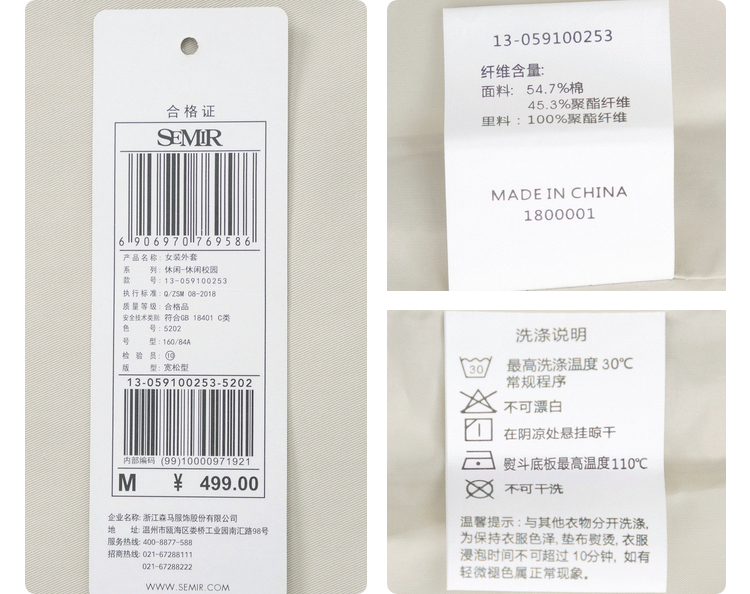 合格证
SEMIR
6 906970 769586
产品名称: 女装外套
系 列: 休闲-休闲校园
款 号: 13-059100253
执行标准: Q/ZSM 08-2018
质量等级: 合格品
安全技术类别: 符合GB 18401 C类
色 号: 5202
号 型: 160/84A
检 验 员: ⑩
版 型: 宽松型
13-059100253-5202
内部编码 (99)10000971921
M ¥ 499.00
企业名称: 浙江森马服饰股份有限公司
地 址: 温州市瓯海区娄桥工业园南汇路98号
服务热线: 400-8877-588
招商热线: 021-67288111
021-67288222
WWW.SEMIR.COM
13-059100253
纤维含量:
面料: 54.7%棉
45.3%聚酯纤维
里料: 100%聚酯纤维
MADE IN CHINA
1800001
洗涤说明
30 最高洗涤温度 30℃
常规程序
不可漂白
在阴凉处悬挂晾干
熨斗底板最高温度110℃
不可干洗
温馨提示: 与其他衣物分开洗涤,
为保持衣服色泽, 垫布熨烫, 衣服
浸泡时间不可超过 10分钟, 如有
轻微褪色属正常现象。